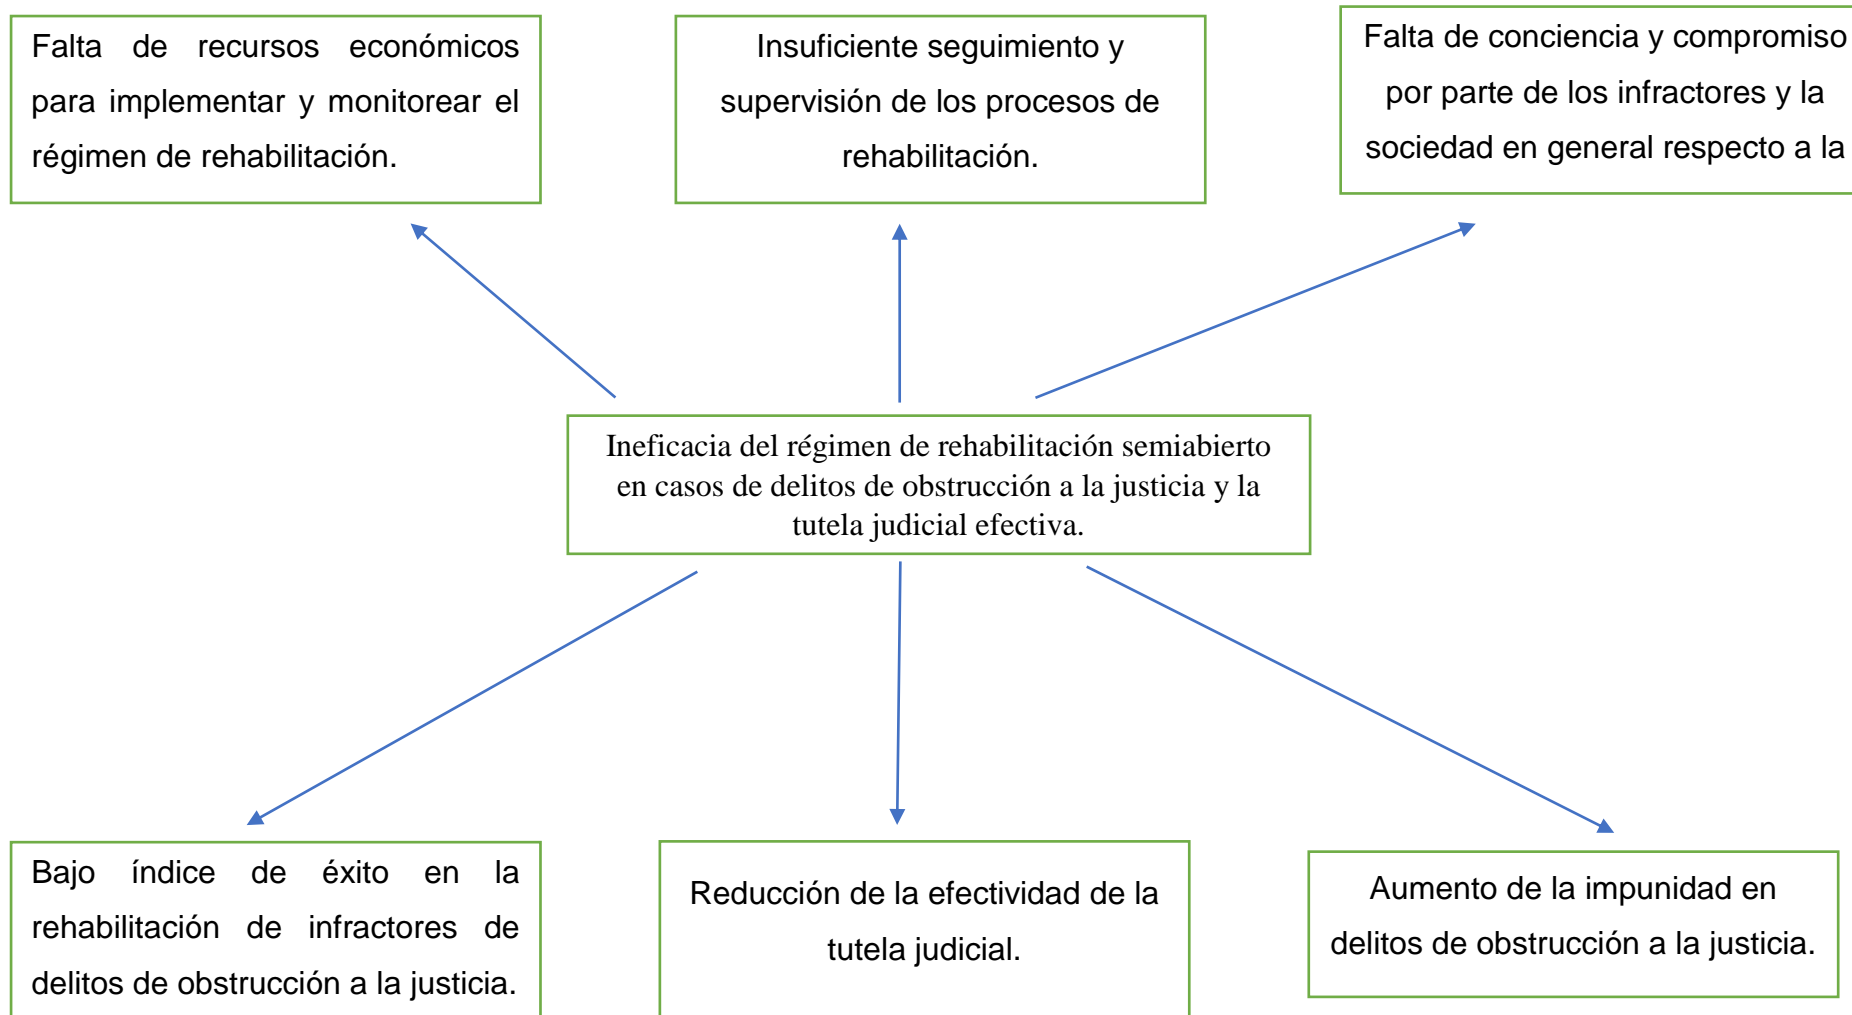 Falta de recursos económicos
para implementar y monitorear el
régimen de rehabilitación.
Insuficiente seguimiento y
supervisión de los procesos de
rehabilitación.
Falta de conciencia y compromiso
por parte de los infractores y la
sociedad en general respecto a la
Ineficacia del régimen de rehabilitación semiabierto
en casos de delitos de obstrucción a la justicia y la
tutela judicial efectiva.
Bajo índice de éxito en la
rehabilitación de infractores de
delitos de obstrucción a la justicia.
Reducción de la efectividad de la
tutela judicial.
Aumento de la impunidad en
delitos de obstrucción a la justicia.